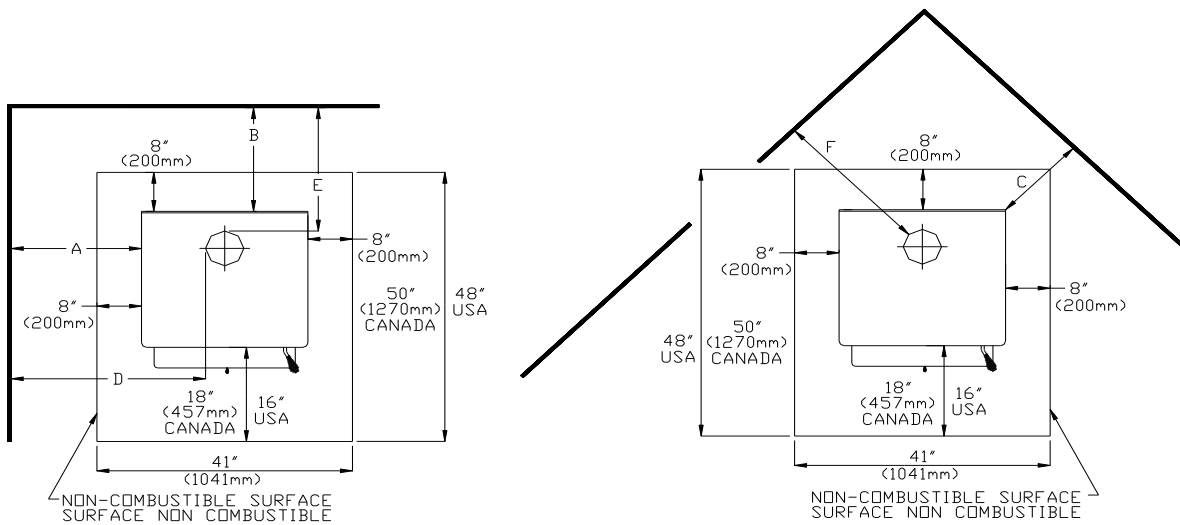 B
8"
(200mm)
E
A
8"
(200mm)
8"
(200mm)
50"
(1270mm)
CANADA
48"
USA
D
18"
(457mm)
CANADA
16"
USA
41"
(1041mm)
NON-COMBUSTIBLE SURFACE
SURFACE NON COMBUSTIBLE
F
8"
(200mm)
C
8"
(200mm)
8"
(200mm)
48"
USA
50"
(1270mm)
CANADA
18"
(457mm)
CANADA
16"
USA
41"
(1041mm)
NON-COMBUSTIBLE SURFACE
SURFACE NON COMBUSTIBLE